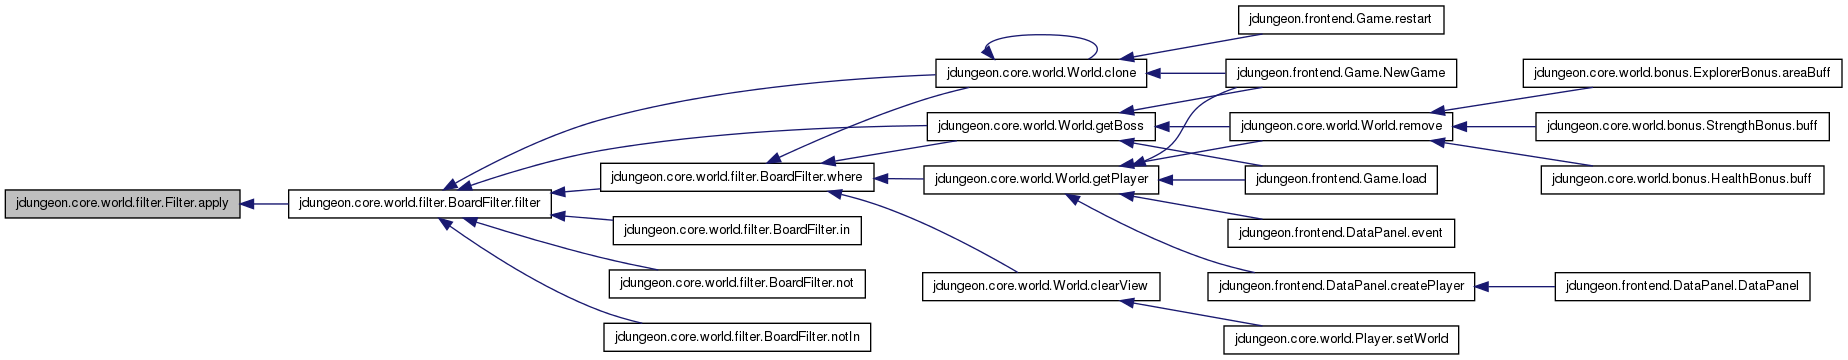 jdungeon.frontend.Game.restart
jdungeon.core.world.World.clone
jdungeon.frontend.Game.NewGame
jdungeon.core.world.bonus.ExplorerBonus.areaBuff
jdungeon.core.world.World.getBoss
jdungeon.core.world.World.remove
jdungeon.core.world.bonus.StrengthBonus.buff
jdungeon.core.world.filter.BoardFilter.where
jdungeon.core.world.World.getPlayer
jdungeon.frontend.Game.load
jdungeon.core.world.bonus.HealthBonus.buff
jdungeon.core.world.filter.Filter.apply
jdungeon.core.world.filter.BoardFilter.filter
jdungeon.core.world.filter.BoardFilter.in
jdungeon.frontend.DataPanel.event
jdungeon.core.world.filter.BoardFilter.not
jdungeon.core.world.World.clearView
jdungeon.frontend.DataPanel.createPlayer
jdungeon.frontend.DataPanel.DataPanel
jdungeon.core.world.filter.BoardFilter.notIn
jdungeon.core.world.Player.setWorld